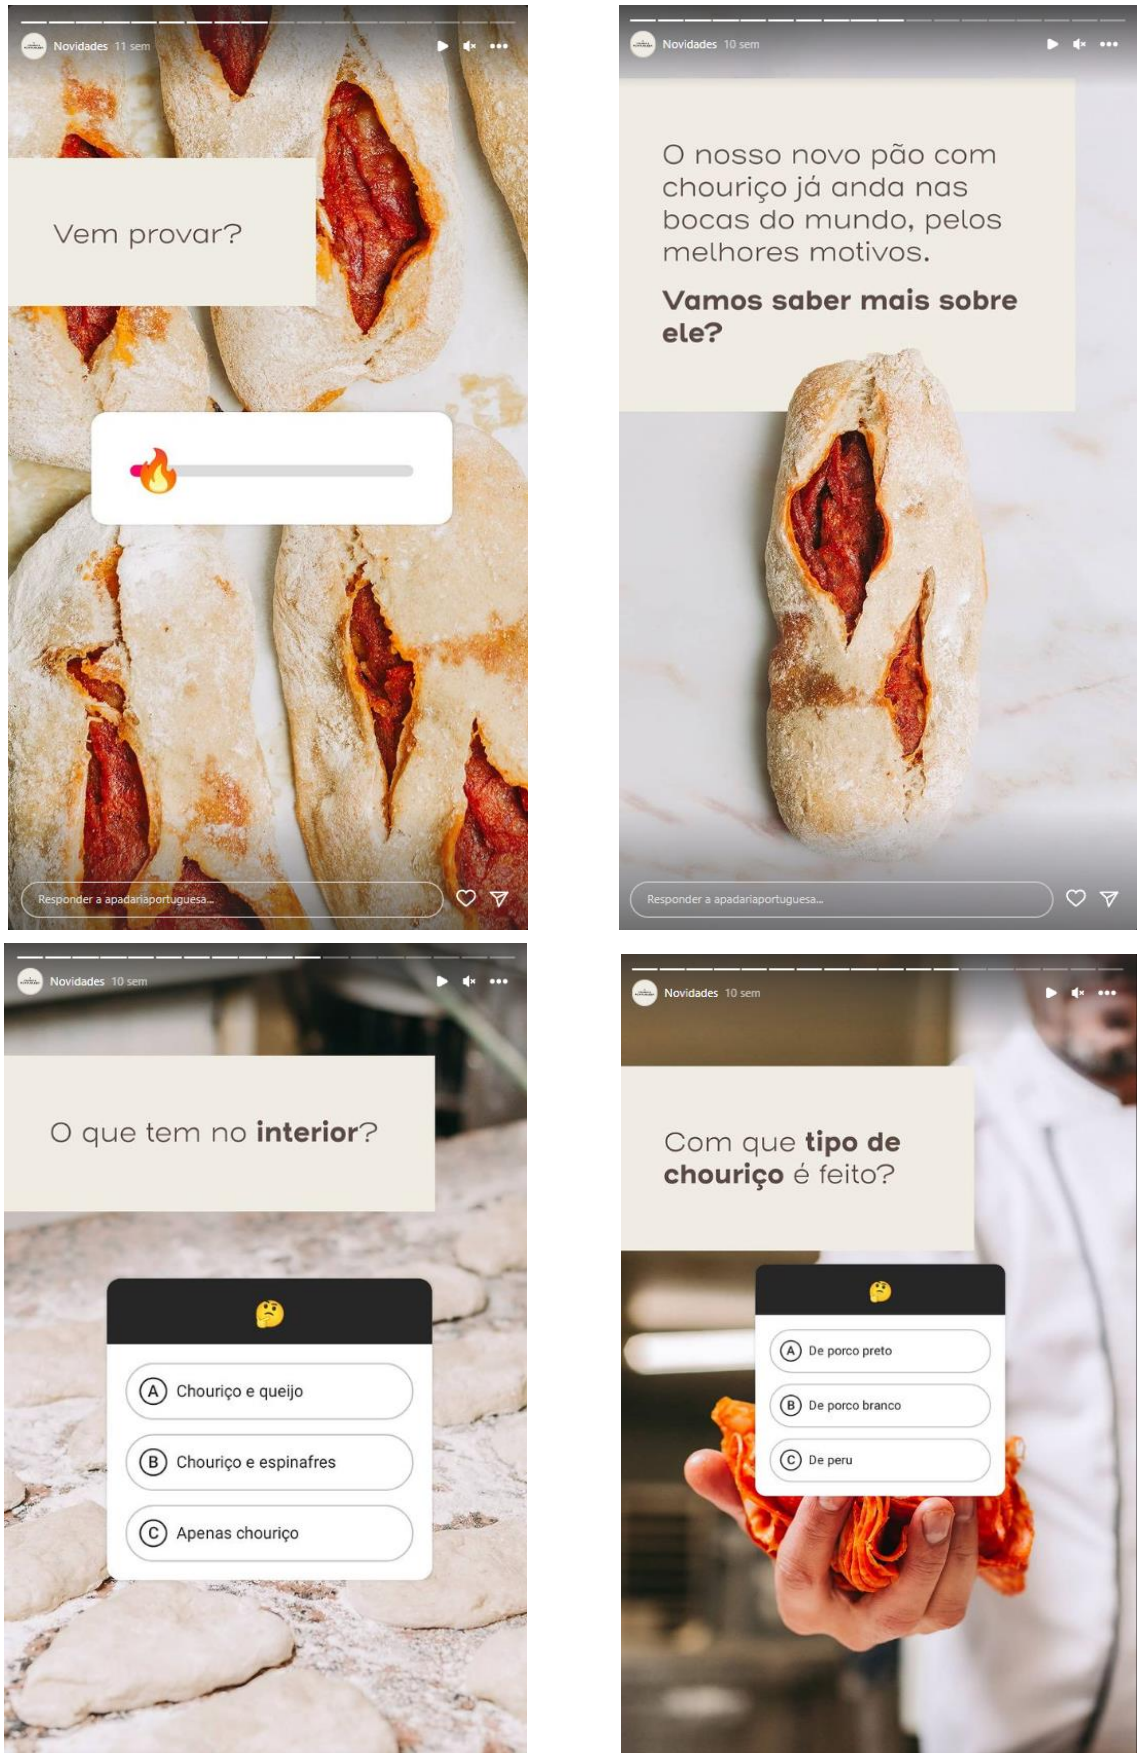 Novidades 11 sem
Vem provar?
Responder a apadariaportuguesa...
Novidades 10 sem
O nosso novo pão com
chouriço já anda nas
bocas do mundo, pelos
melhores motivos.
Vamos saber mais sobre
ele?
Responder a apadariaportuguesa...
Novidades 10 sem
O que tem no interior?
A Chouriço e queijo
B Chouriço e espinafres
C Apenas chouriço
Novidades 10 sem
Com que tipo de
chouriço é feito?
A De porco preto
B De porco branco
C De peru